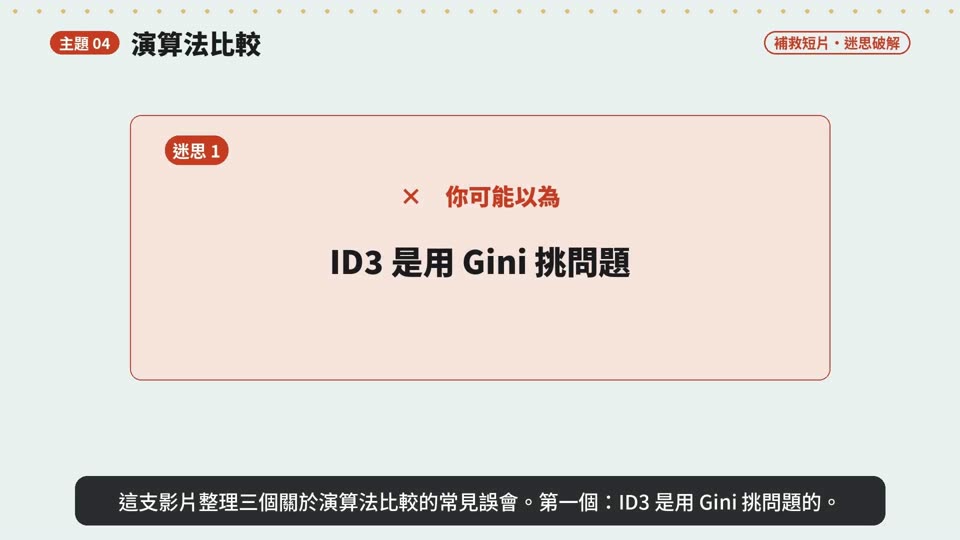 主題 04 演算法比較
補救短片・迷思破解
迷思 1
✕ 你可能以為
ID3 是用 Gini 挑問題
這支影片整理三個關於演算法比較的常見誤會。第一個：ID3 是用 Gini 挑問題的。